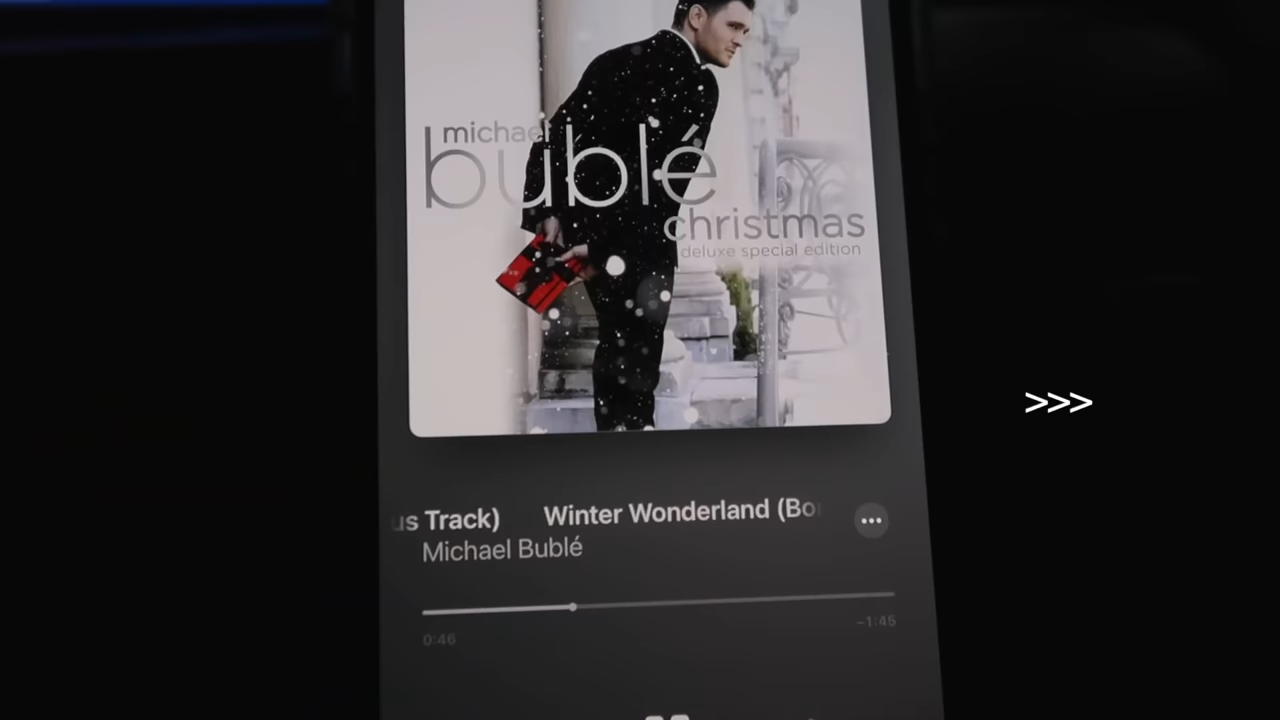 michael
bublé
christmas
deluxe special edition
>>>
us Track) Winter Wonderland (Bo
Michael Bublé
0:46
-1:45